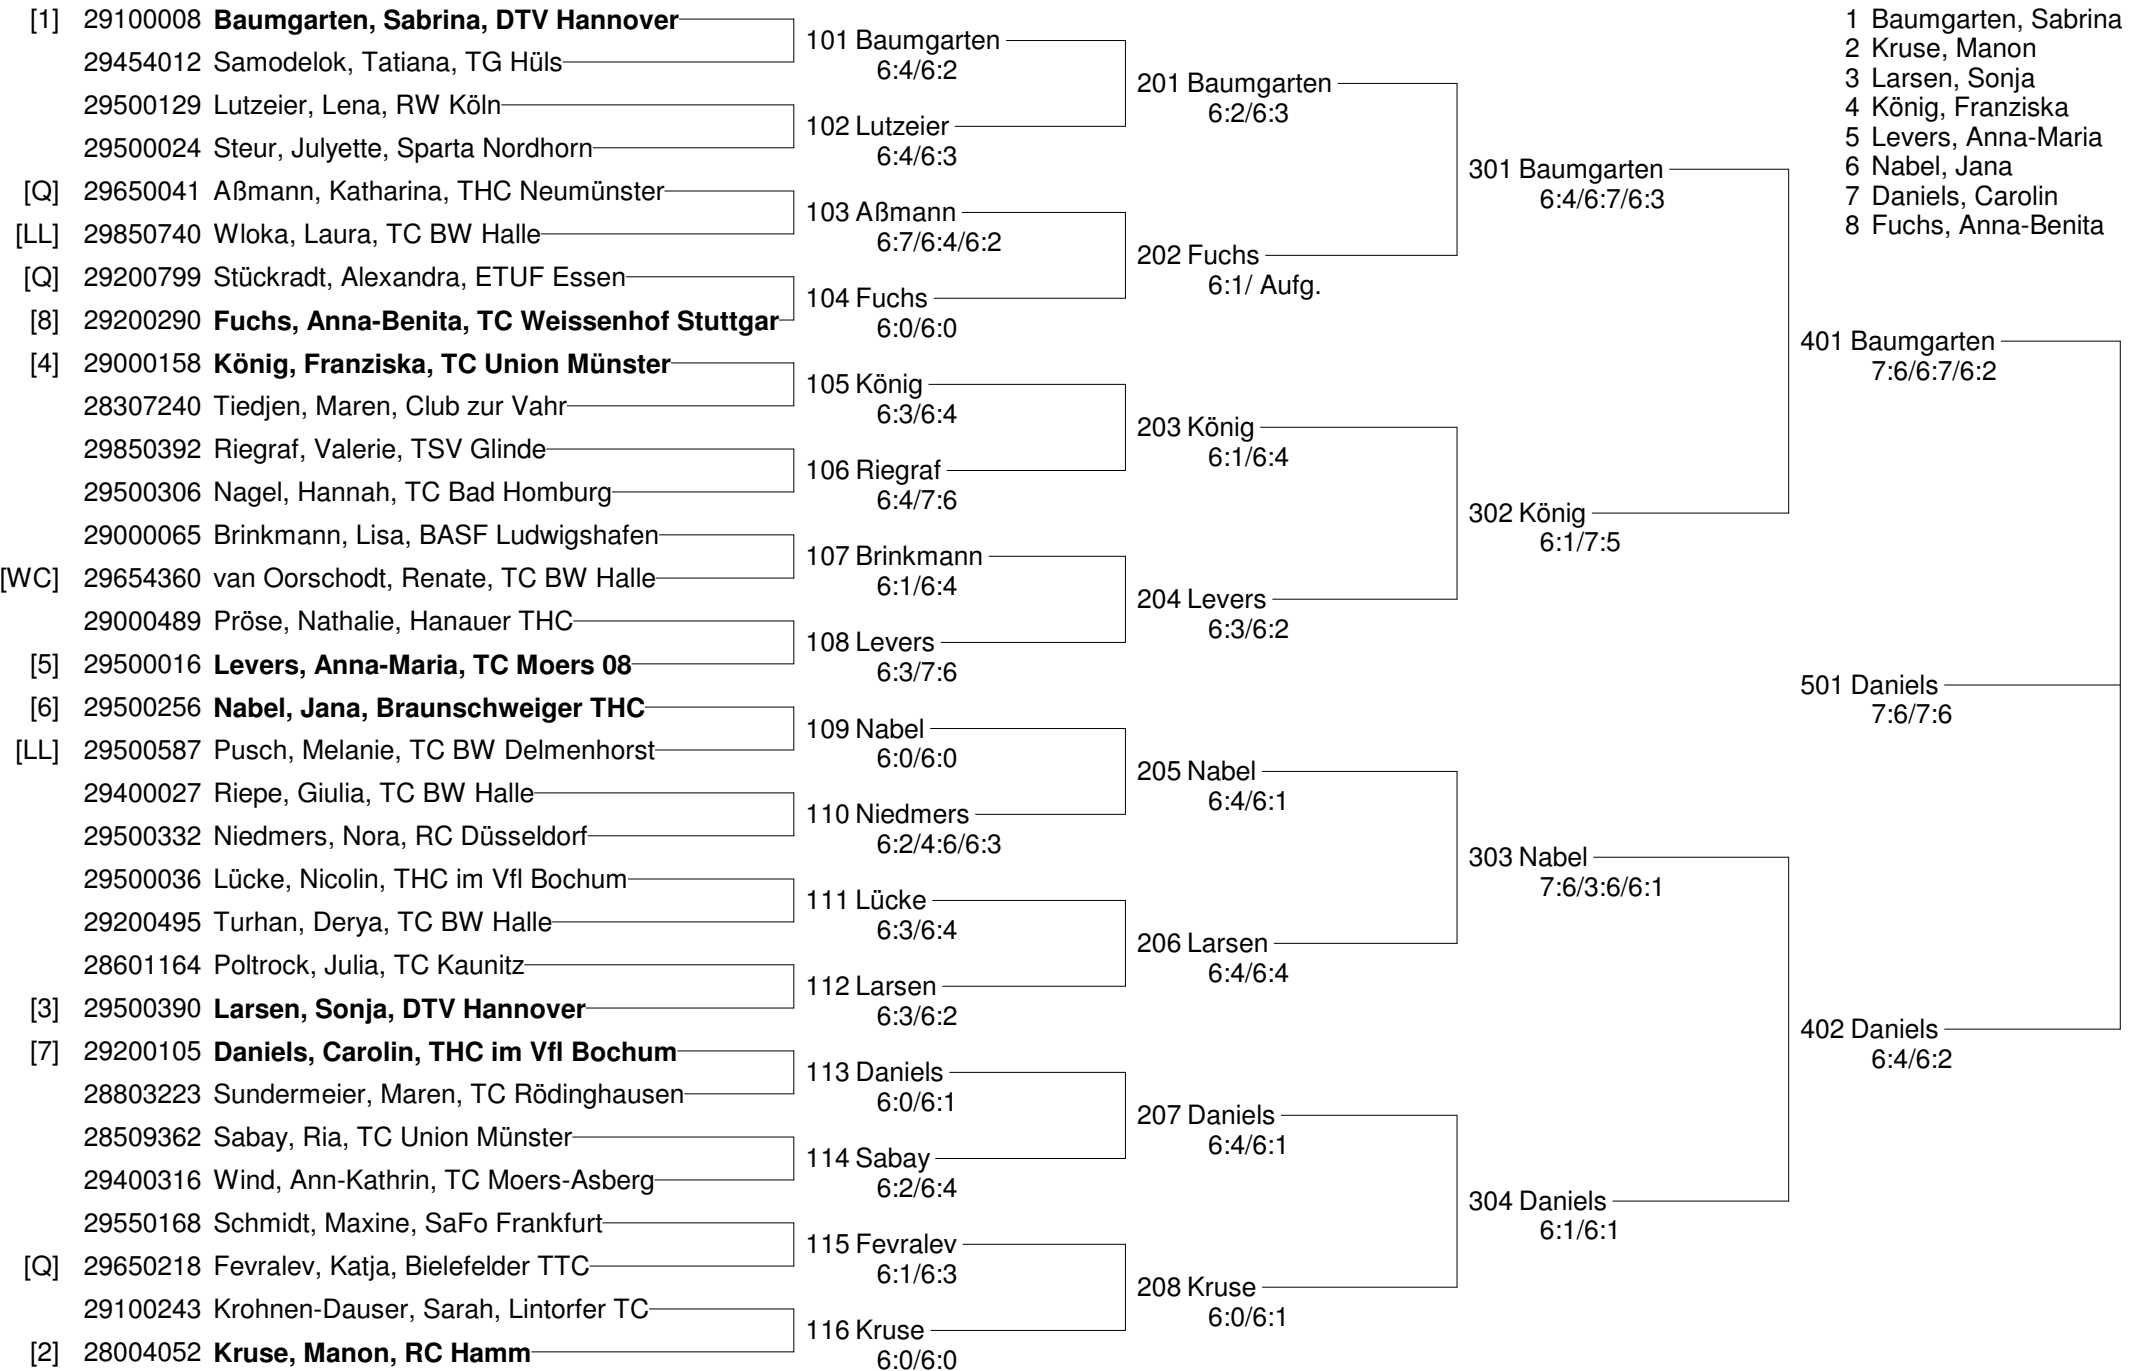 [1] 29100008 Baumgarten, Sabrina, DTV Hannover
29454012 Samodelok, Tatiana, TG Hüls
29500129 Lutzeier, Lena, RW Köln
29500024 Steur, Julyette, Sparta Nordhorn
[Q] 29650041 Aßmann, Katharina, THC Neumünster
[LL] 29850740 Wloka, Laura, TC BW Halle
[Q] 29200799 Stückradt, Alexandra, ETUF Essen
[8] 29200290 Fuchs, Anna-Benita, TC Weissenhof Stuttgar
[4] 29000158 König, Franziska, TC Union Münster
28307240 Tiedjen, Maren, Club zur Vahr
29850392 Riegraf, Valerie, TSV Glinde
29500306 Nagel, Hannah, TC Bad Homburg
29000065 Brinkmann, Lisa, BASF Ludwigshafen
[WC] 29654360 van Oorschodt, Renate, TC BW Halle
29000489 Pröse, Nathalie, Hanauer THC
[5] 29500016 Levers, Anna-Maria, TC Moers 08
[6] 29500256 Nabel, Jana, Braunschweiger THC
[LL] 29500587 Pusch, Melanie, TC BW Delmenhorst
29400027 Riepe, Giulia, TC BW Halle
29500332 Niedmers, Nora, RC Düsseldorf
29500036 Lücke, Nicolin, THC im Vfl Bochum
29200495 Turhan, Derya, TC BW Halle
28601164 Poltrock, Julia, TC Kaunitz
[3] 29500390 Larsen, Sonja, DTV Hannover
[7] 29200105 Daniels, Carolin, THC im Vfl Bochum
28803223 Sundermeier, Maren, TC Rödinghausen
28509362 Sabay, Ria, TC Union Münster
29400316 Wind, Ann-Kathrin, TC Moers-Asberg
29550168 Schmidt, Maxine, SaFo Frankfurt
[Q] 29650218 Fevralev, Katja, Bielefelder TTC
29100243 Krohnen-Dauser, Sarah, Lintorfer TC
[2] 28004052 Kruse, Manon, RC Hamm
101 Baumgarten
6:4/6:2
102 Lutzeier
6:4/6:3
103 Aßmann
6:7/6:4/6:2
104 Fuchs
6:0/6:0
105 König
6:3/6:4
106 Riegraf
6:4/7:6
107 Brinkmann
6:1/6:4
108 Levers
6:3/7:6
109 Nabel
6:0/6:0
110 Niedmers
6:2/4:6/6:3
111 Lücke
6:3/6:4
112 Larsen
6:3/6:2
113 Daniels
6:0/6:1
114 Sabay
6:2/6:4
115 Fevralev
6:1/6:3
116 Kruse
6:0/6:0
201 Baumgarten
6:2/6:3
202 Fuchs
6:1/ Aufg.
203 König
6:1/6:4
204 Levers
6:3/6:2
205 Nabel
6:4/6:1
206 Larsen
6:4/6:4
207 Daniels
6:4/6:1
208 Kruse
6:0/6:1
301 Baumgarten
6:4/6:7/6:3
302 König
6:1/7:5
303 Nabel
7:6/3:6/6:1
304 Daniels
6:1/6:1
401 Baumgarten
7:6/6:7/6:2
501 Daniels
7:6/7:6
402 Daniels
6:4/6:2
1 Baumgarten, Sabrina
2 Kruse, Manon
3 Larsen, Sonja
4 König, Franziska
5 Levers, Anna-Maria
6 Nabel, Jana
7 Daniels, Carolin
8 Fuchs, Anna-Benita